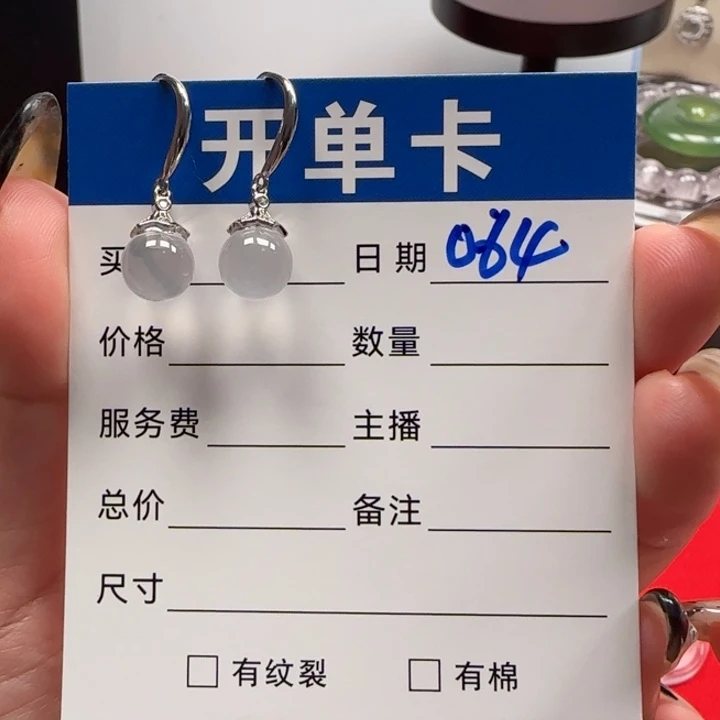 开单卡
买
日期 064
价格 数量
服务费 主播
总价 备注
尺寸
□ 有纹裂 □ 有棉